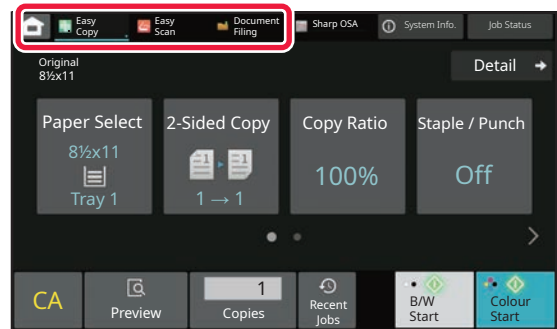 Easy Copy
Easy Scan
Document Filing
Sharp OSA
System Info.
Job Status
Original
8½x11
Detail
Paper Select
8½x11
Tray 1
2-Sided Copy
1
1
1 → 1
Copy Ratio
100%
Staple / Punch
Off
CA
Preview
1
Copies
Recent
Jobs
B/W
Start
Colour
Start